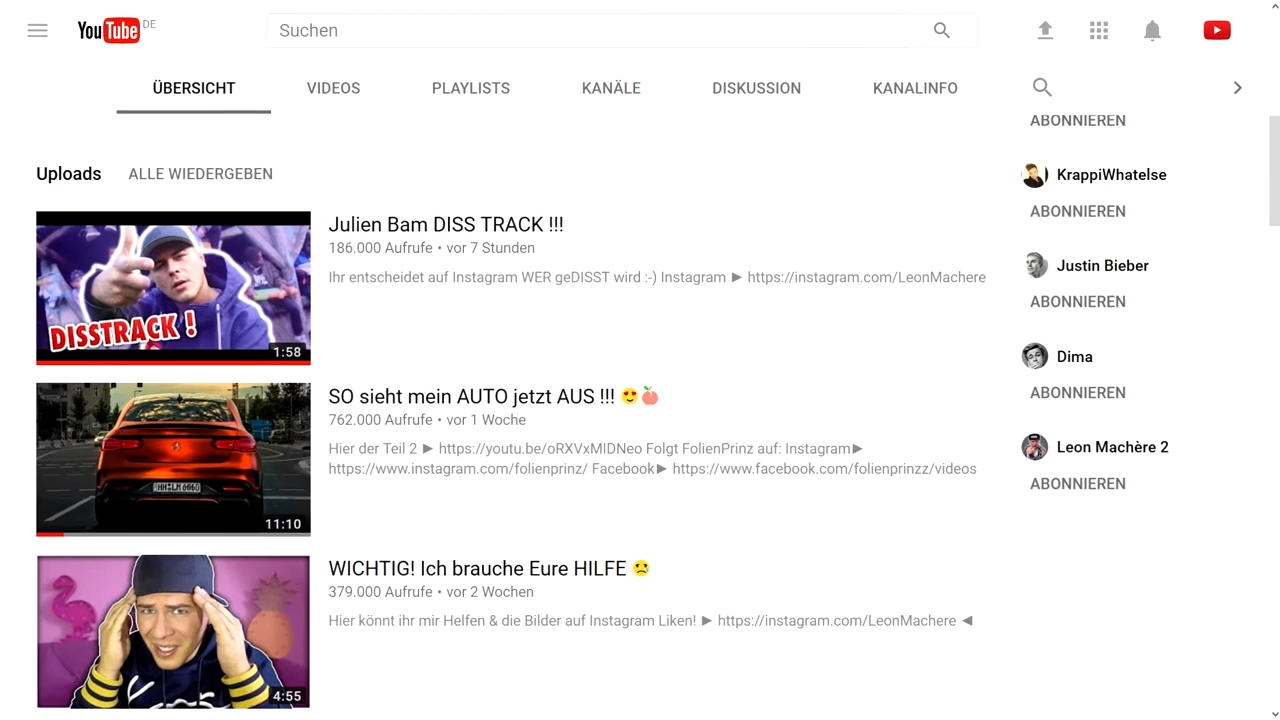 YouTube DE
Suchen
ÜBERSICHT VIDEOS PLAYLISTS KANÄLE DISKUSSION KANALINFO
ABONNIEREN
Uploads ALLE WIEDERGEBEN
DISSTRACK !
1:58
Julien Bam DISS TRACK !!!
186.000 Aufrufe • vor 7 Stunden
Ihr entscheidet auf Instagram WER geDISST wird :-) Instagram ► https://instagram.com/LeonMachere
11:10
SO sieht mein AUTO jetzt AUS !!! 😍🍑
762.000 Aufrufe • vor 1 Woche
Hier der Teil 2 ► https://youtu.be/oRXVxMIDNeo Folgt FolienPrinz auf: Instagram►
https://www.instagram.com/folienprinz/ Facebook► https://www.facebook.com/folienprinzz/videos
4:55
WICHTIG! Ich brauche Eure HILFE 😢
379.000 Aufrufe • vor 2 Wochen
Hier könnt ihr mir Helfen & die Bilder auf Instagram Liken! ► https://instagram.com/LeonMachere ◄
KrappiWhatelse
ABONNIEREN
Justin Bieber
ABONNIEREN
Dima
ABONNIEREN
Leon Machère 2
ABONNIEREN